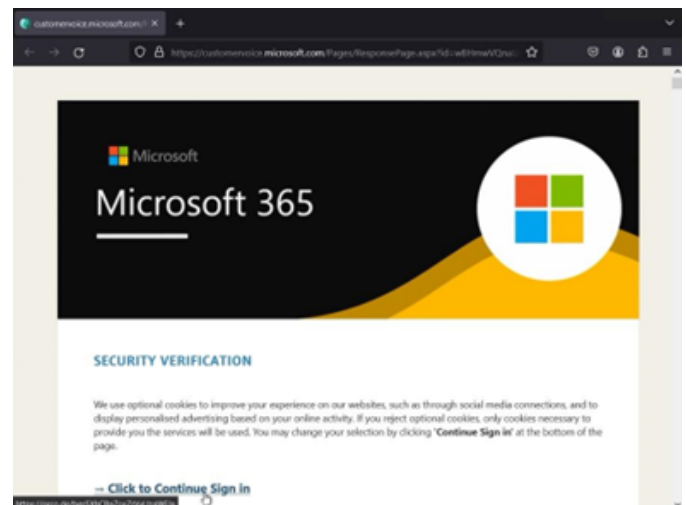 customervoice.microsoft.com/
https://customervoice.microsoft.com/Pages/ResponsePage.aspx?id=
Microsoft
Microsoft 365
SECURITY VERIFICATION
We use optional cookies to improve your experience on our websites, such as through social media connections, and to
display personalised advertising based on your online activity. If you reject optional cookies, only cookies necessary to
provide you the services will be used. You may change your selection by clicking "Continue Sign in" at the bottom of the
page.
→ Click to Continue Sign in